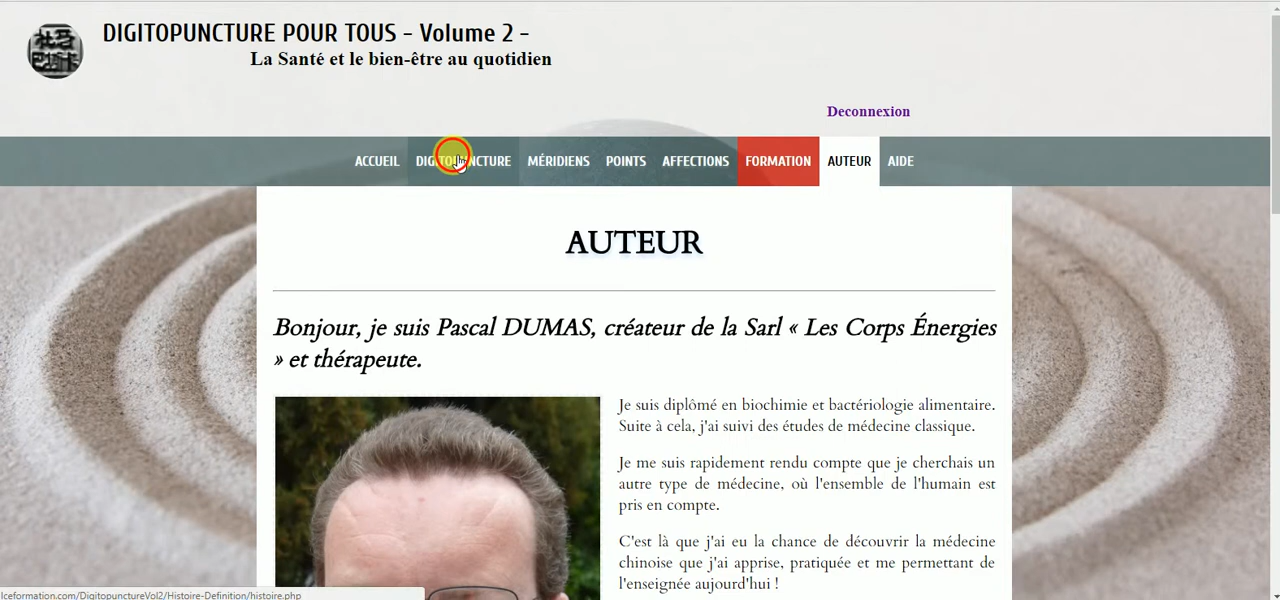 DIGITOPUNCTURE POUR TOUS - Volume 2 -
La Santé et le bien-être au quotidien
Deconnexion
ACCUEIL DIGITOPUNCTURE MÉRIDIENS POINTS AFFECTIONS FORMATION AUTEUR AIDE
AUTEUR
Bonjour, je suis Pascal DUMAS, créateur de la Sarl « Les Corps Énergies
» et thérapeute.
Je suis diplômé en biochimie et bactériologie alimentaire.
Suite à cela, j'ai suivi des études de médecine classique.
Je me suis rapidement rendu compte que je cherchais un
autre type de médecine, où l'ensemble de l'humain est
pris en compte.
C'est là que j'ai eu la chance de découvrir la médecine
chinoise que j'ai apprise, pratiquée et me permettant de
l'enseignée aujourd'hui !
lceformation.com/DigitopunctureVol2/Histoire-Definition/histoire.php